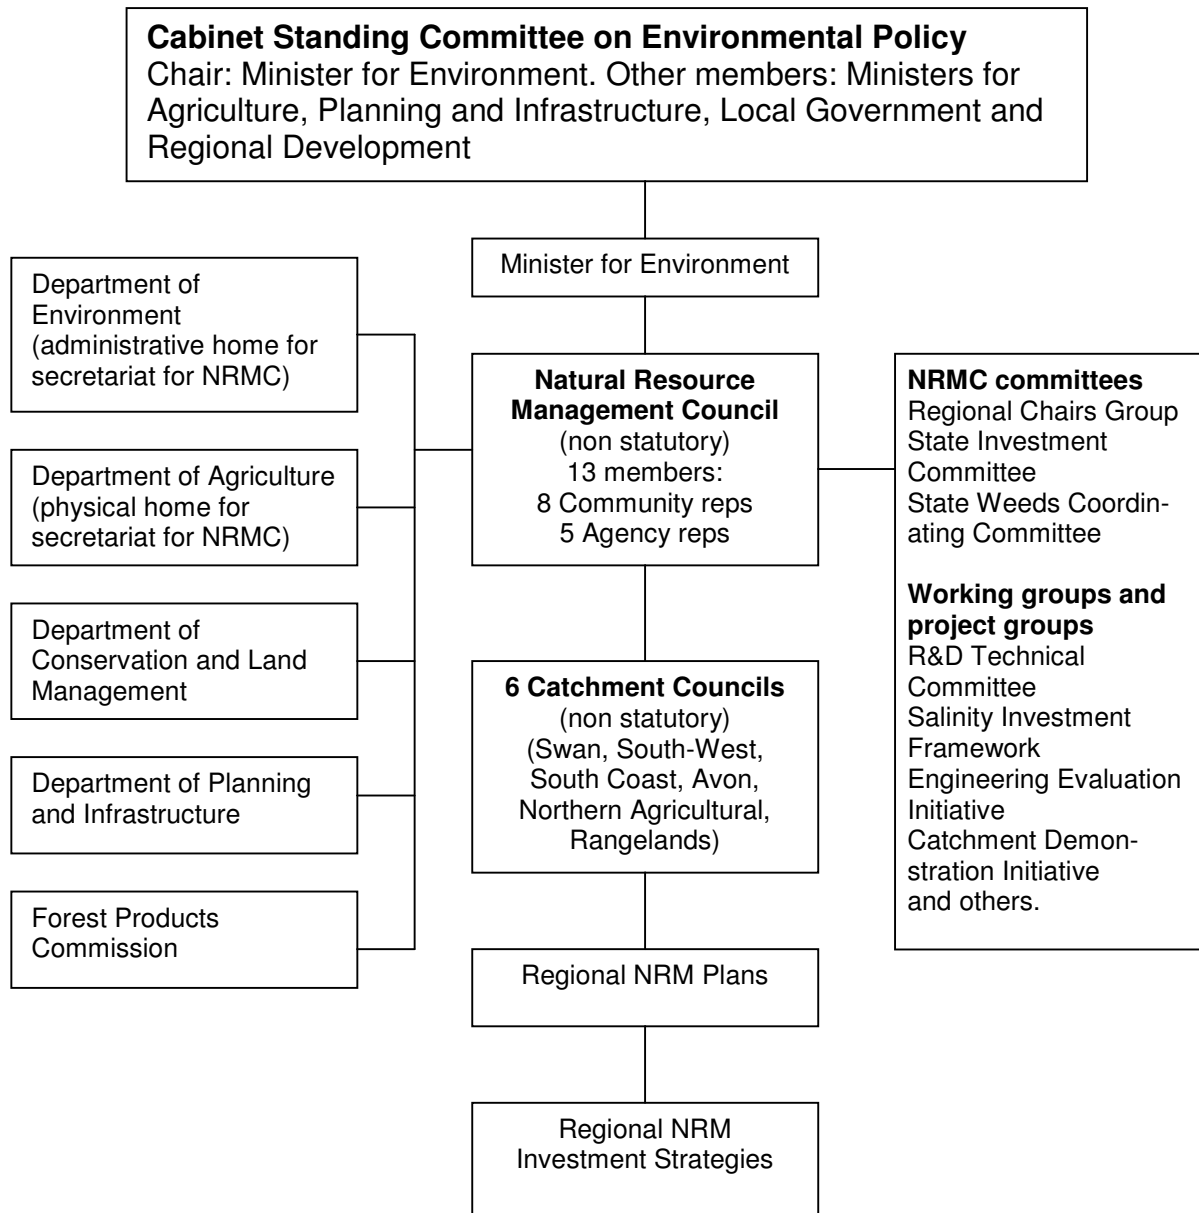 Cabinet Standing Committee on Environmental Policy
Chair: Minister for Environment. Other members: Ministers for
Agriculture, Planning and Infrastructure, Local Government and
Regional Development
Minister for Environment
Department of
Environment
(administrative home for
secretariat for NRMC)
Department of Agriculture
(physical home for
secretariat for NRMC)
Department of
Conservation and Land
Management
Department of Planning
and Infrastructure
Forest Products
Commission
Natural Resource
Management Council
(non statutory)
13 members:
8 Community reps
5 Agency reps
6 Catchment Councils
(non statutory)
(Swan, South-West,
South Coast, Avon,
Northern Agricultural,
Rangelands)
Regional NRM Plans
Regional NRM
Investment Strategies
NRMC committees
Regional Chairs Group
State Investment
Committee
State Weeds Coordin-
ating Committee
Working groups and
project groups
R&D Technical
Committee
Salinity Investment
Framework
Engineering Evaluation
Initiative
Catchment Demon-
stration Initiative
and others.